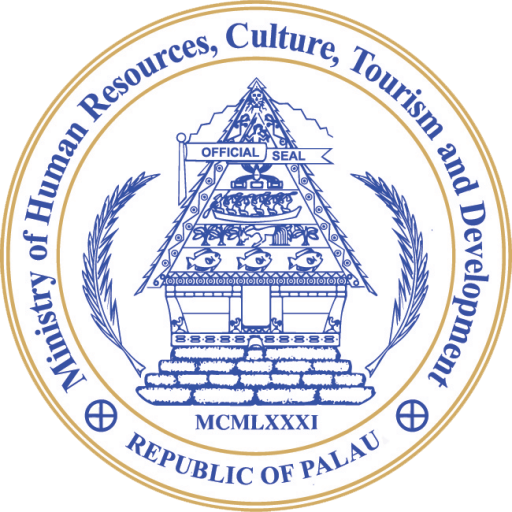 Ministry of Human Resources, Culture, Tourism and Development
OFFICIAL SEAL
MCMLXXXI
REPUBLIC OF PALAU